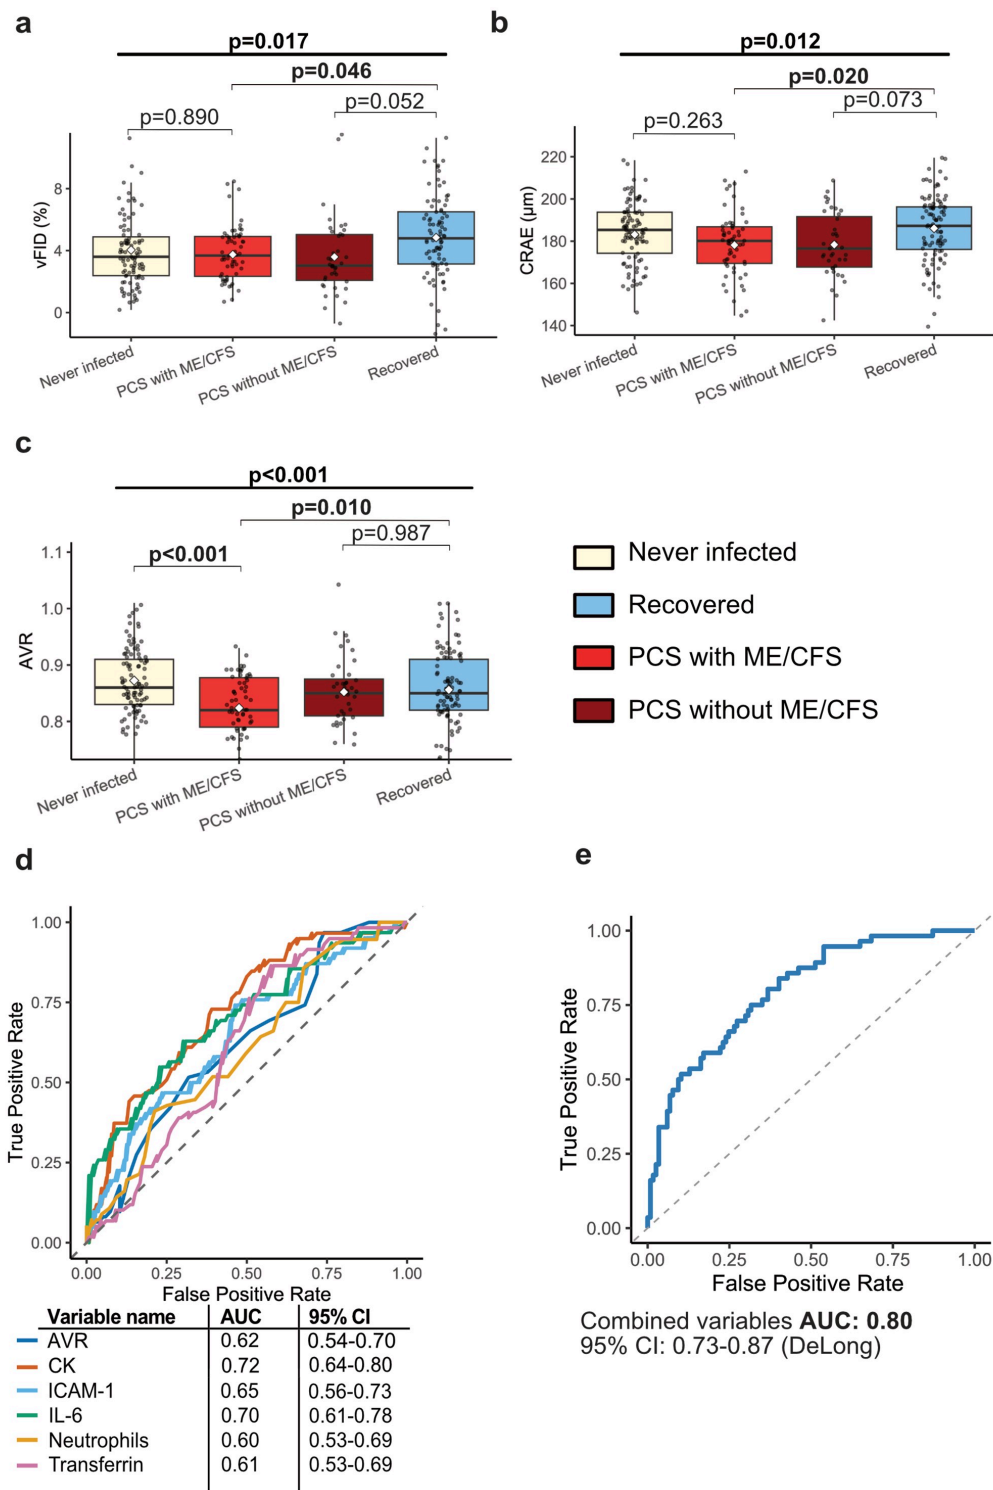 a
p=0.017
p=0.046
p=0.052
p=0.890
vFID (%)
8
4
0
Never infected
PCS with ME/CFS
PCS without ME/CFS
Recovered
b
p=0.012
p=0.020
p=0.073
p=0.263
CRAE (µm)
220
200
180
160
140
Never infected
PCS with ME/CFS
PCS without ME/CFS
Recovered
c
p<0.001
p=0.010
p=0.987
p<0.001
AVR
1.1
1.0
0.9
0.8
Never infected
PCS with ME/CFS
PCS without ME/CFS
Recovered
Never infected
Recovered
PCS with ME/CFS
PCS without ME/CFS
d
True Positive Rate
1.00
0.75
0.50
0.25
0.00
0.00 0.25 0.50 0.75 1.00
False Positive Rate
Variable name AUC 95% CI
AVR 0.62 0.54-0.70
CK 0.72 0.64-0.80
ICAM-1 0.65 0.56-0.73
IL-6 0.70 0.61-0.78
Neutrophils 0.60 0.53-0.69
Transferrin 0.61 0.53-0.69
e
True Positive Rate
1.00
0.75
0.50
0.25
0.00
0.00 0.25 0.50 0.75 1.00
False Positive Rate
Combined variables AUC: 0.80
95% CI: 0.73-0.87 (DeLong)